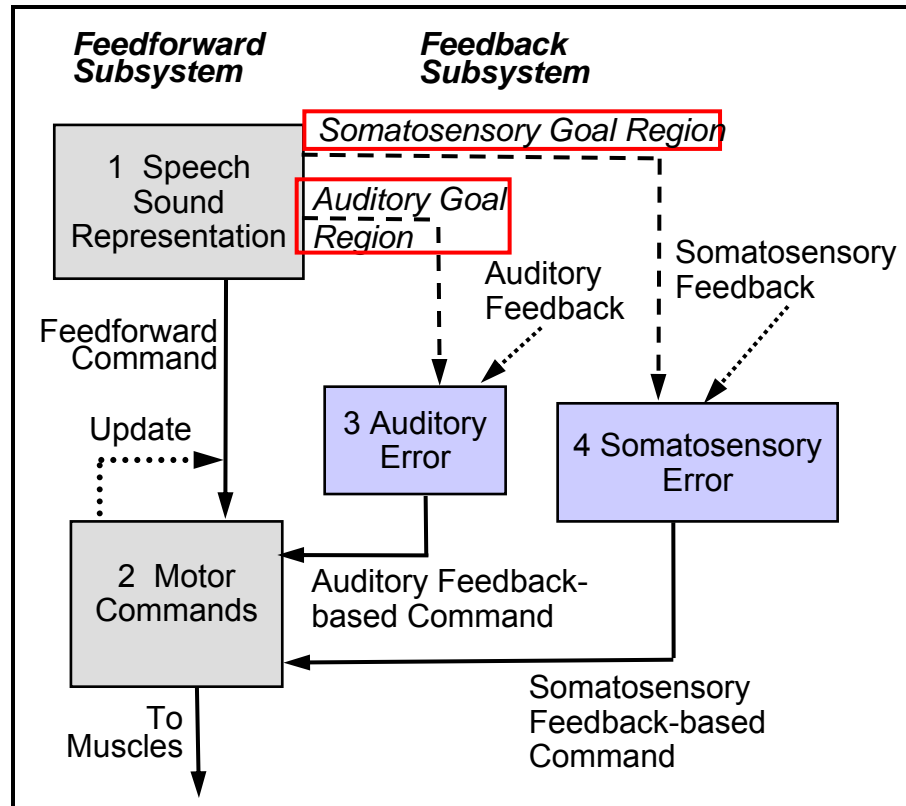 Feedforward
Subsystem
Feedback
Subsystem
Somatosensory Goal Region
1 Speech
Sound
Representation
Auditory Goal
Region
Auditory
Feedback
Somatosensory
Feedback
Feedforward
Command
Update
3 Auditory
Error
4 Somatosensory
Error
2 Motor
Commands
Auditory Feedback-
based Command
Somatosensory
Feedback-based
Command
To
Muscles